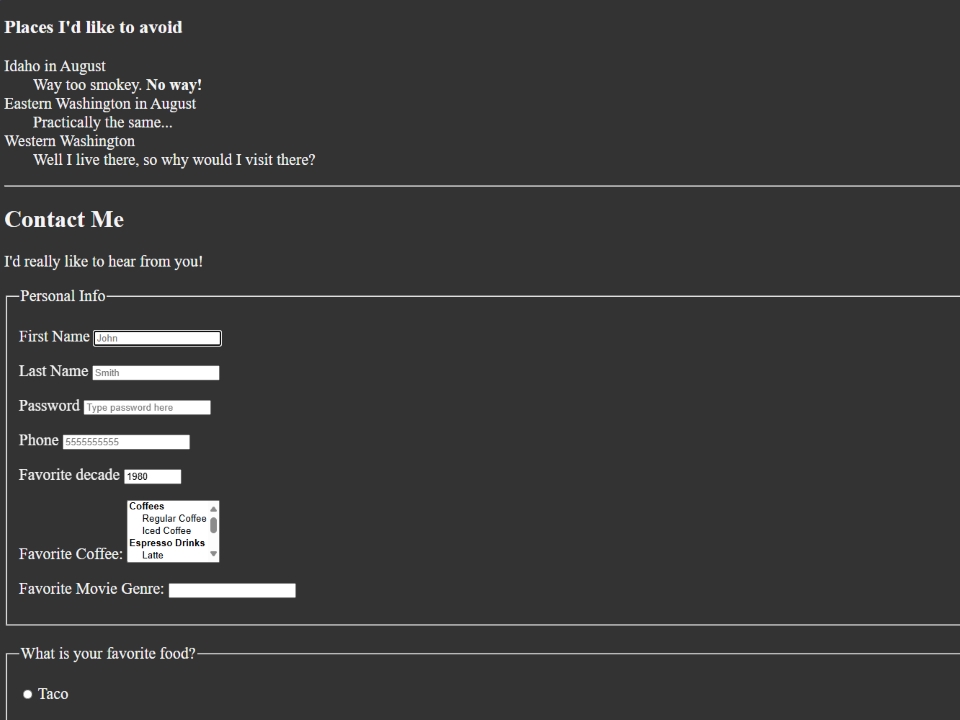 Places I'd like to avoid
Idaho in August
Way too smokey. No way!
Eastern Washington in August
Practically the same...
Western Washington
Well I live there, so why would I visit there?
Contact Me
I'd really like to hear from you!
Personal Info
First Name John
Last Name Smith
Password Type password here
Phone 5555555555
Favorite decade 1980
Coffees
Regular Coffee
Iced Coffee
Espresso Drinks
Latte
Favorite Coffee:
Favorite Movie Genre:
What is your favorite food?
Taco